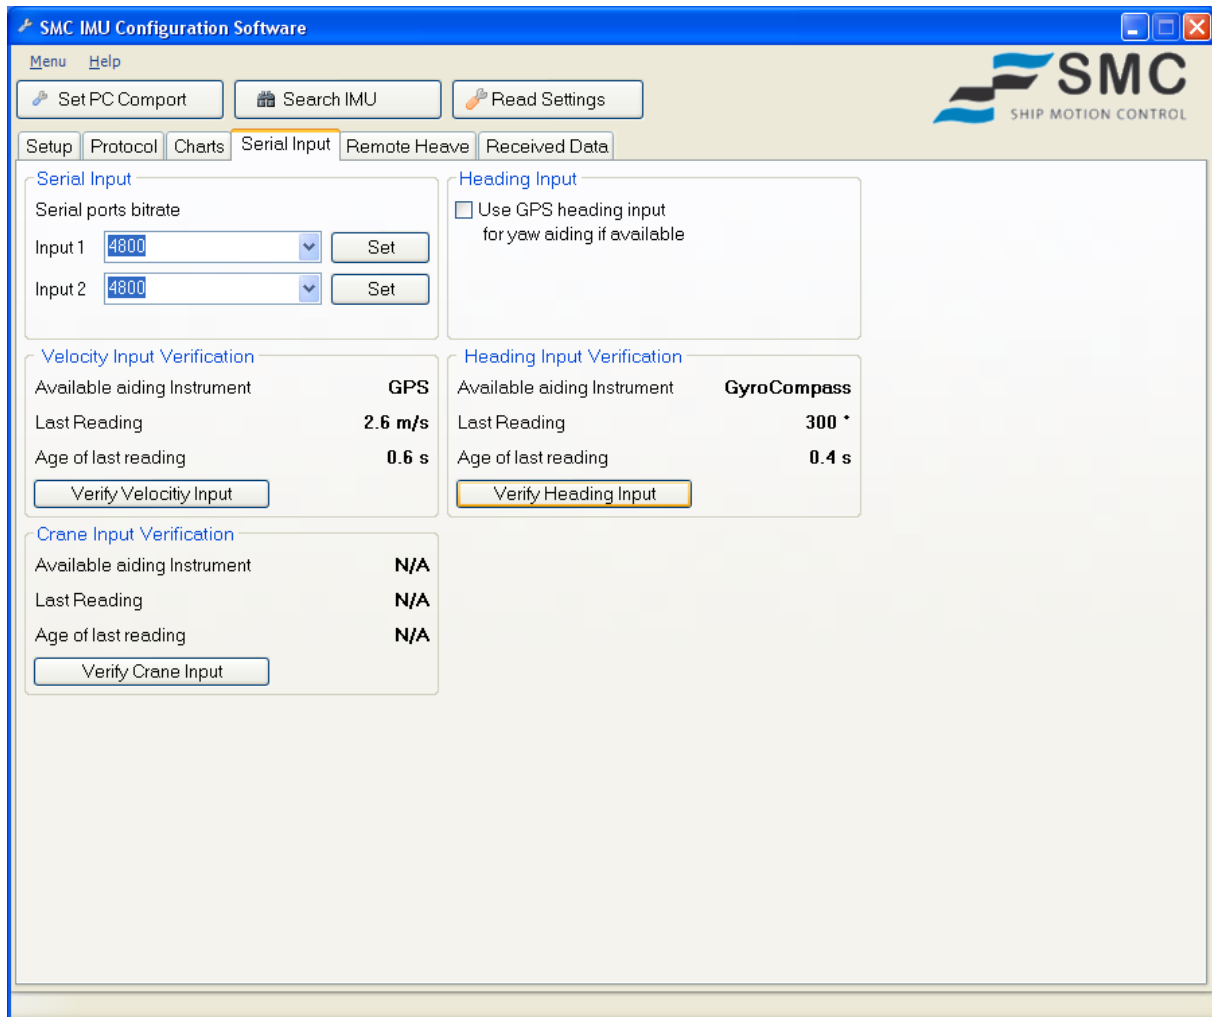 SMC IMU Configuration Software
Menu Help
SMC
SHIP MOTION CONTROL
Set PC Comport Search IMU Read Settings
Setup Protocol Charts Serial Input Remote Heave Received Data
Serial Input
Serial ports bitrate
Input 1 4800 Set
Input 2 4800 Set
Heading Input
Use GPS heading input
for yaw aiding if available
Velocity Input Verification
Available aiding Instrument GPS
Last Reading 2.6 m/s
Age of last reading 0.6 s
Verify Velocitiy Input
Heading Input Verification
Available aiding Instrument GyroCompass
Last Reading 300 °
Age of last reading 0.4 s
Verify Heading Input
Crane Input Verification
Available aiding Instrument N/A
Last Reading N/A
Age of last reading N/A
Verify Crane Input